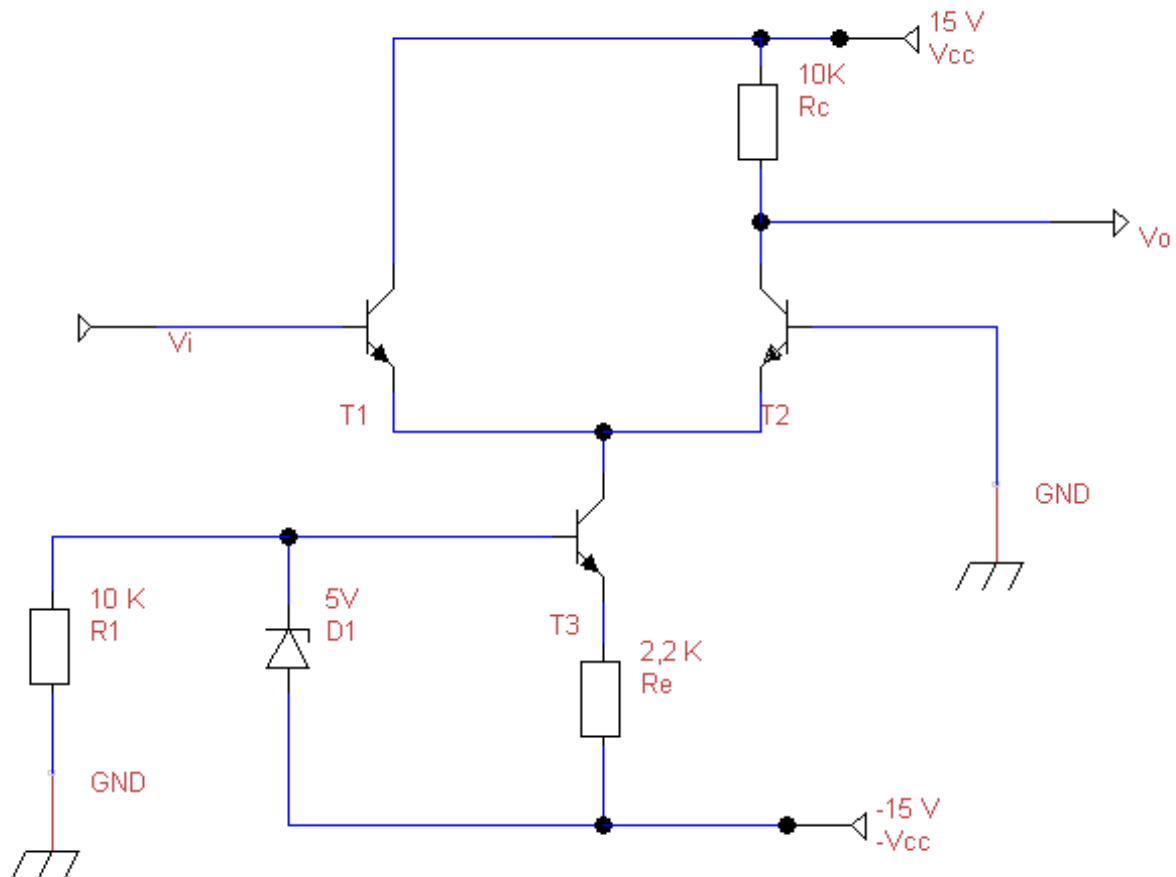 15 V
Vcc
10K
Rc
Vo
Vi
T1
T2
GND
10 K
R1
5V
D1
T3
2,2 K
Re
GND
-15 V
-Vcc